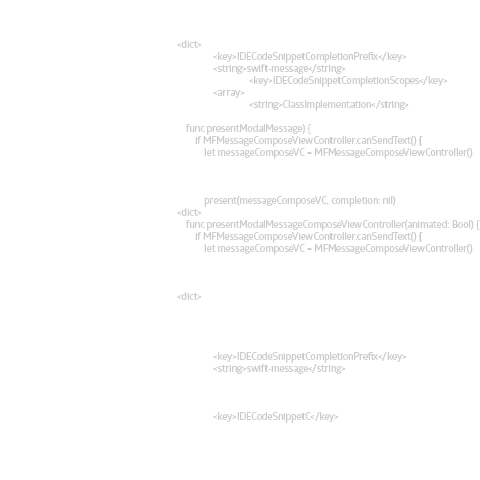 <dict>
<key>IDECodeSnippetCompletionPrefix</key>
<string>swift-message</string>
<key>IDECodeSnippetCompletionScopes</key>
<array>
<string>ClassImplementation</string>
func presentModalMessage) {
if MFMessageComposeViewController.canSendText() {
let messageComposeVC = MFMessageComposeViewController()
present(messageComposeVC, completion: nil)
<dict>
func presentModalMessageComposeViewController(animated: Bool) {
if MFMessageComposeViewController.canSendText() {
let messageComposeVC = MFMessageComposeViewController()
<dict>
<key>IDECodeSnippetCompletionPrefix</key>
<string>swift-message</string>
<key>IDECodeSnippetC</key>